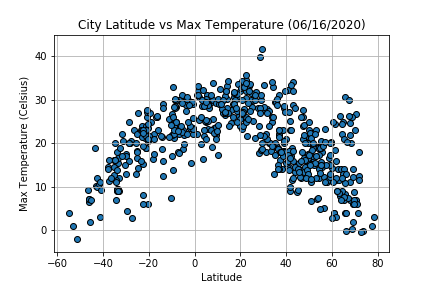 City Latitude vs Max Temperature (06/16/2020)
40
30
20
10
0
Max Temperature (Celsius)
−60 −40 −20 0 20 40 60 80
Latitude